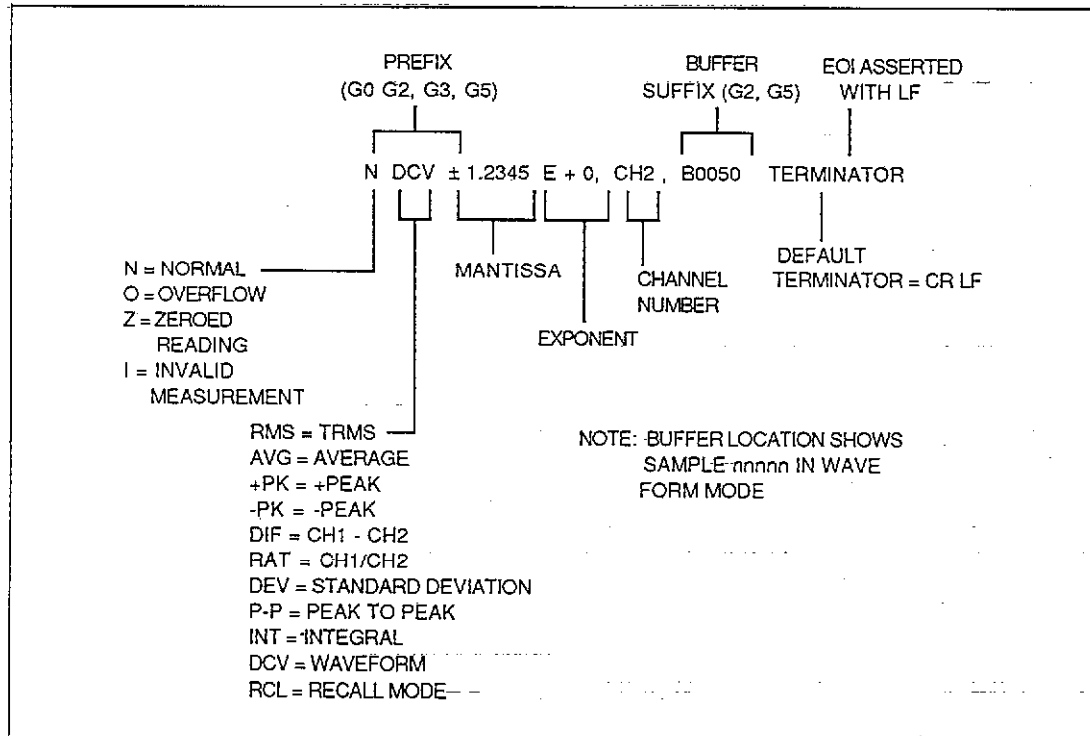 PREFIX
(G0 G2, G3, G5)
BUFFER
SUFFIX (G2, G5)
EOI ASSERTED
WITH LF
N DCV ± 1.2345 E + 0, CH2, B0050 TERMINATOR
N = NORMAL
O = OVERFLOW
Z = ZEROED
READING
I = INVALID
MEASUREMENT
MANTISSA
EXPONENT
CHANNEL
NUMBER
DEFAULT
TERMINATOR = CR LF
RMS = TRMS
AVG = AVERAGE
+PK = +PEAK
-PK = -PEAK
DIF = CH1 - CH2
RAT = CH1/CH2
DEV = STANDARD DEVIATION
P-P = PEAK TO PEAK
INT = INTEGRAL
DCV = WAVEFORM
RCL = RECALL MODE
NOTE: BUFFER LOCATION SHOWS
SAMPLE nnnnn IN WAVE
FORM MODE